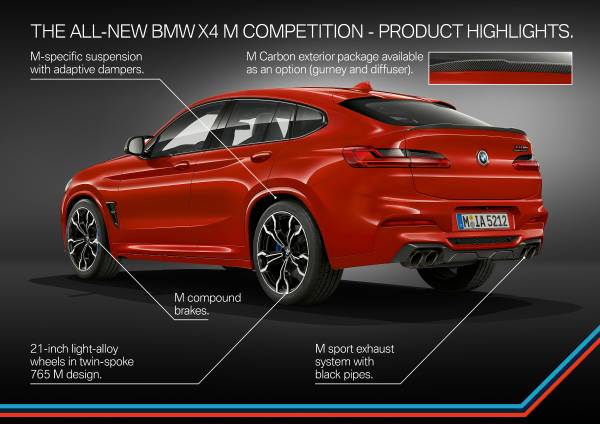 THE ALL-NEW BMW X4 M COMPETITION - PRODUCT HIGHLIGHTS.
M-specific suspension
with adaptive dampers.
M Carbon exterior package available
as an option (gurney and diffuser).
M IA 5212
M compound
brakes.
21-inch light-alloy
wheels in twin-spoke
765 M design.
M sport exhaust
system with
black pipes.